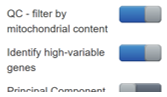 QC - filter by
mitochondrial content
Identify high-variable
genes
Principal Component